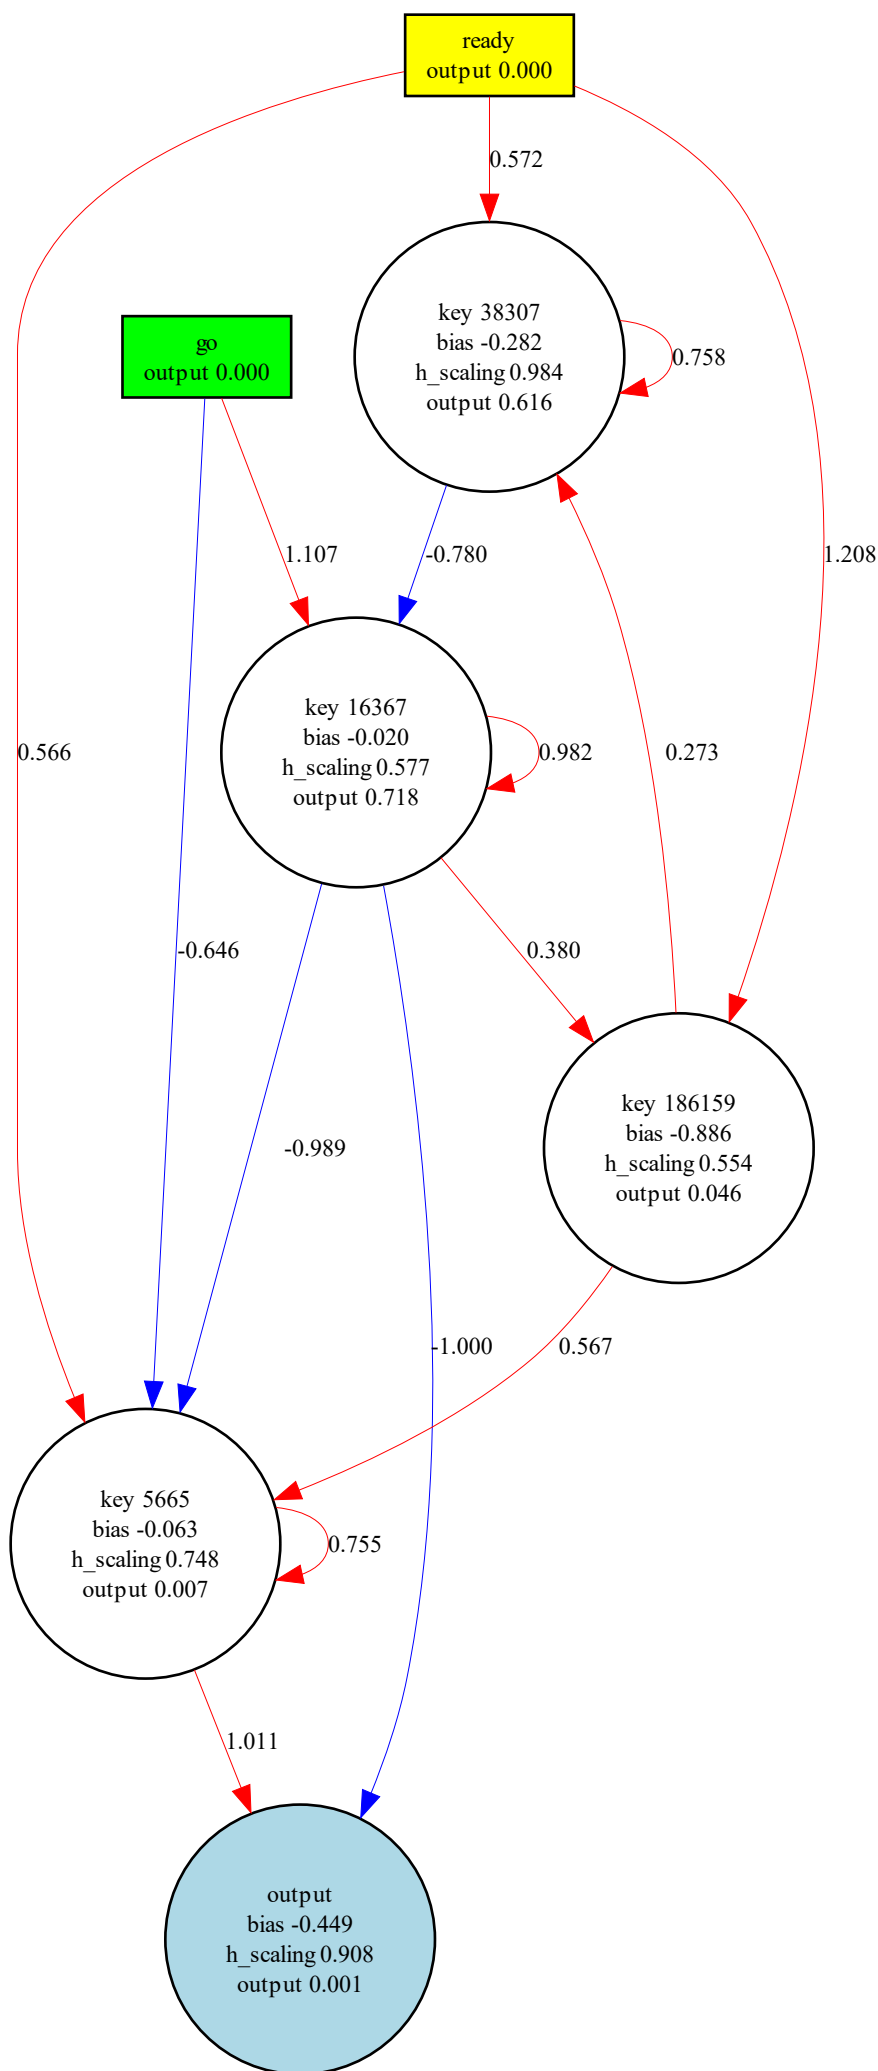 ready
output 0.000
0.572
go
output 0.000
key 38307
bias -0.282
h_scaling 0.984
output 0.616
0.758
1.107
-0.780
1.208
0.566
key 16367
bias -0.020
h_scaling 0.577
output 0.718
0.982
0.273
-0.646
0.380
key 186159
bias -0.886
h_scaling 0.554
output 0.046
-0.989
-1.000
0.567
key 5665
bias -0.063
h_scaling 0.748
output 0.007
0.755
1.011
output
bias -0.449
h_scaling 0.908
output 0.001